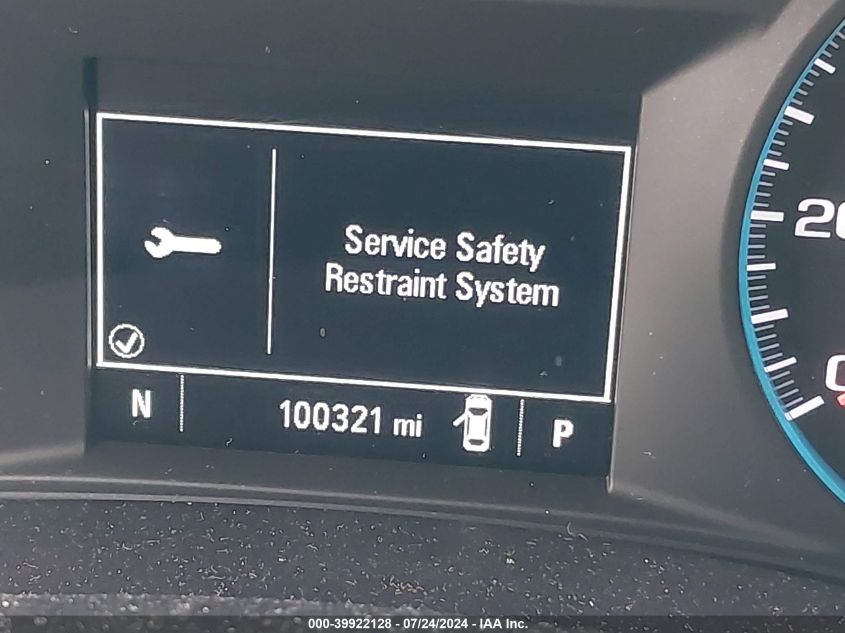 Service Safety
Restraint System
N 100321 mi P
000-39922128 - 07/24/2024 - IAA Inc.